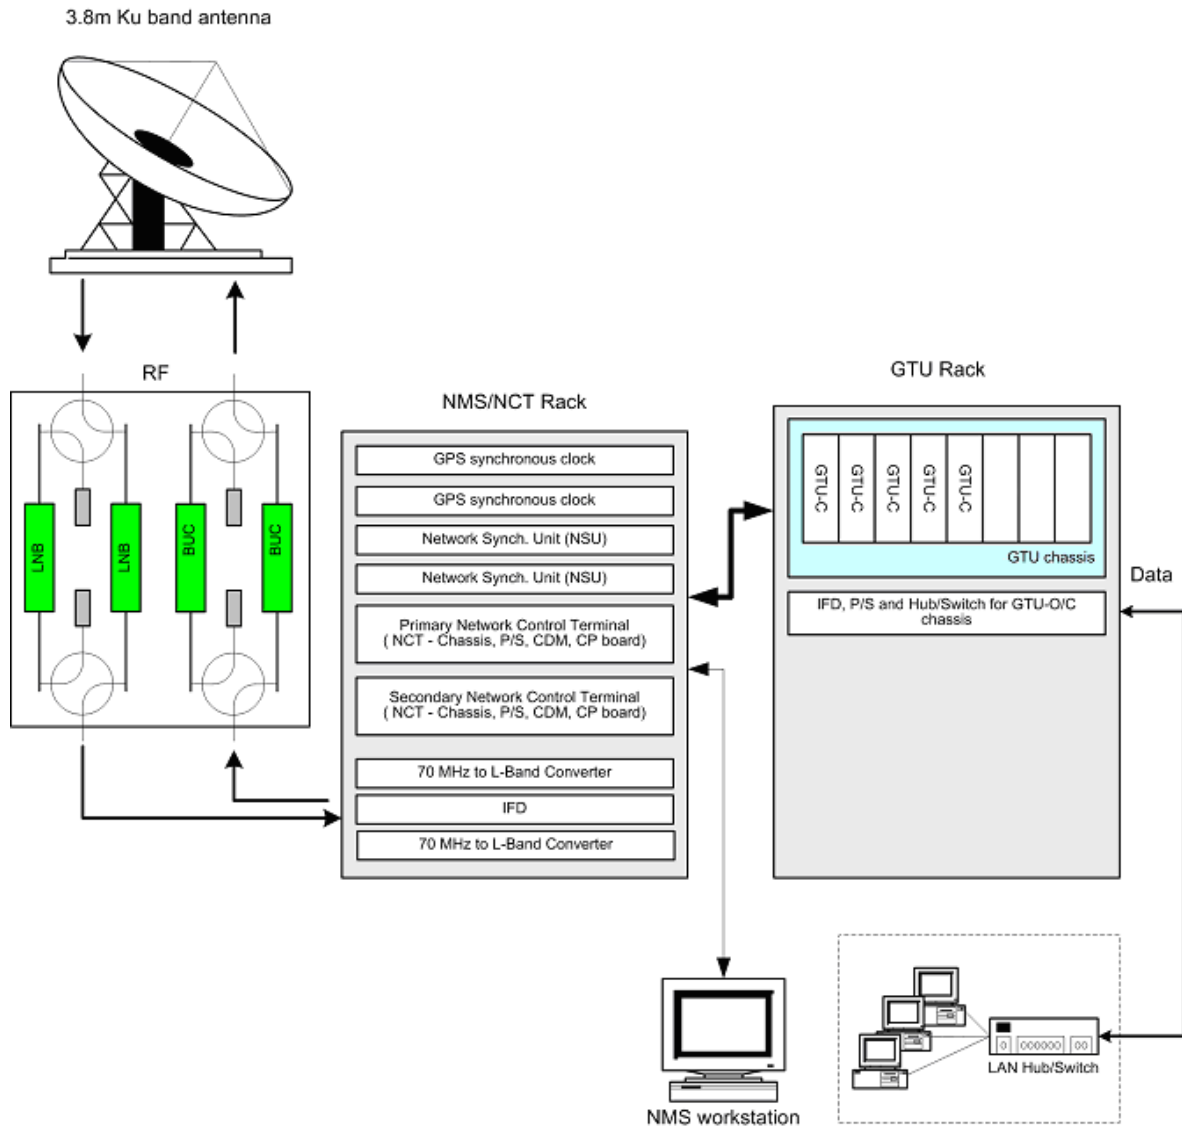 3.8m Ku band antenna
RF
LNB
LNB
BUC
BUC
NMS/NCT Rack
GPS synchronous clock
GPS synchronous clock
Network Synch. Unit (NSU)
Network Synch. Unit (NSU)
Primary Network Control Terminal
( NCT - Chassis, P/S, CDM, CP board)
Secondary Network Control Terminal
( NCT - Chassis, P/S, CDM, CP board)
70 MHz to L-Band Converter
IFD
70 MHz to L-Band Converter
GTU Rack
GTU-C
GTU-C
GTU-C
GTU-C
GTU-C
GTU chassis
IFD, P/S and Hub/Switch for GTU-O/C
chassis
Data
NMS workstation
LAN Hub/Switch